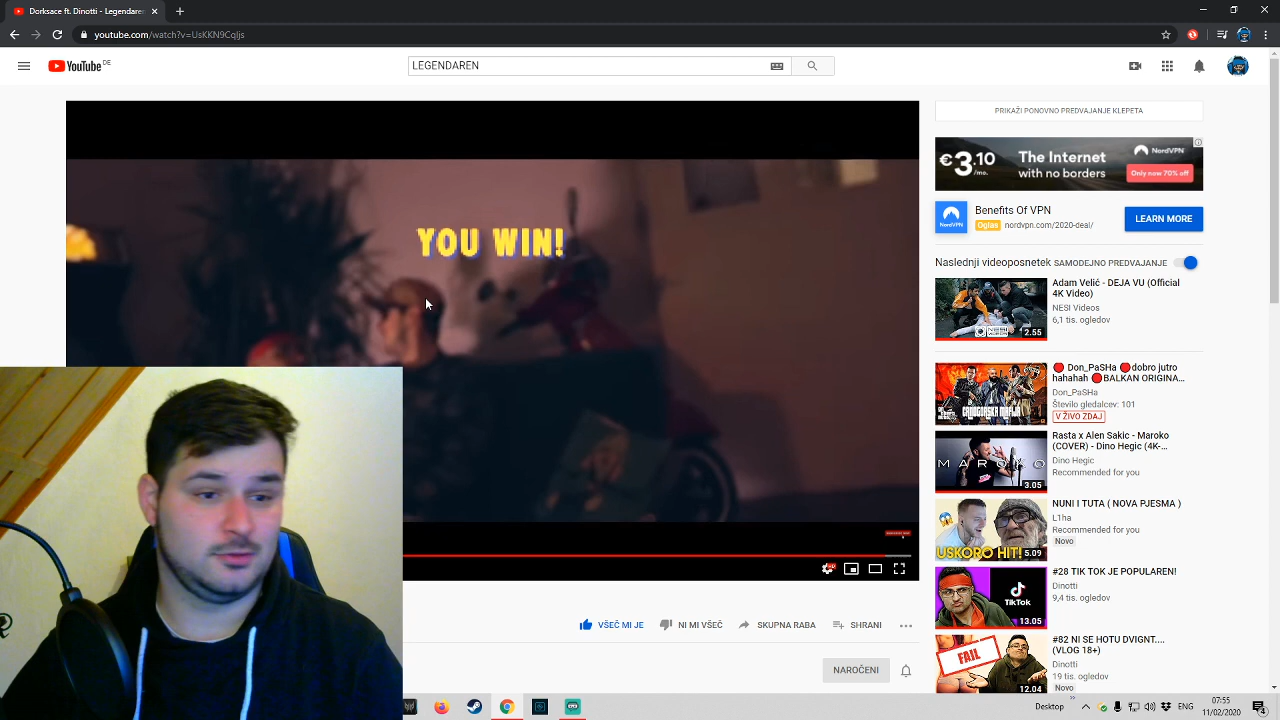 Dorksace ft. Dinotti - Legendaren
youtube.com/watch?v=UsKKN9CqIjs
YouTube DE
LEGENDAREN
YOU WIN!
PRIKAŽI PONOVNO PREDVAJANJE KLEPETA
€3.10 /mo.
The Internet
with no borders
NordVPN
Only now 70% off
NordVPN
Benefits Of VPN
Oglas nordvpn.com/2020-deal/
LEARN MORE
Naslednji videoposnetek SAMODEJNO PREDVAJANJE
NESI
2.55
Adam Velić - DEJA VU (Official
4K Video)
NESI Videos
6,1 tis. ogledov
CRNOGORSKA MAFIJA
Don_PaSHa dobro jutro
hahahah BALKAN ORIGINA...
Don_PaSHa
Število gledalcev: 101
V ŽIVO ZDAJ
MAROKO
3.05
Rasta x Alen Sakic - Maroko
(COVER) - Dino Hegic (4K-...
Dino Hegic
Recommended for you
USKORO HIT!
5.09
NUNI I TUTA ( NOVA PJESMA )
L1ha
Recommended for you
Novo
TikTok
13.05
#28 TIK TOK JE POPULAREN!
Dinotti
9,4 tis. ogledov
FAIL
12.04
#82 NI SE HOTU DVIGNT....
(VLOG 18+)
Dinotti
19 tis. ogledov
Novo
VŠEČ MI JE
NI MI VŠEČ
SKUPNA RABA
SHRANI
NAROČENI
Desktop
ENG
07:55
11/02/2020